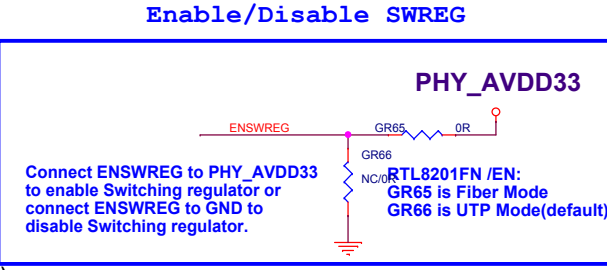 Enable/Disable SWREG
PHY_AVDD33
ENSWREG
GR65
0R
GR66
NC/0R
Connect ENSWREG to PHY_AVDD33
to enable Switching regulator or
connect ENSWREG to GND to
disable Switching regulator.
RTL8201FN /EN:
GR65 is Fiber Mode
GR66 is UTP Mode(default)